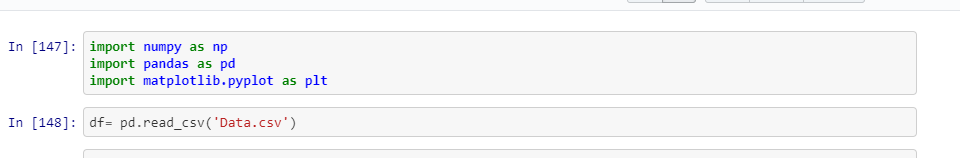 In [147]: import numpy as np
import pandas as pd
import matplotlib.pyplot as plt
In [148]: df= pd.read_csv('Data.csv')